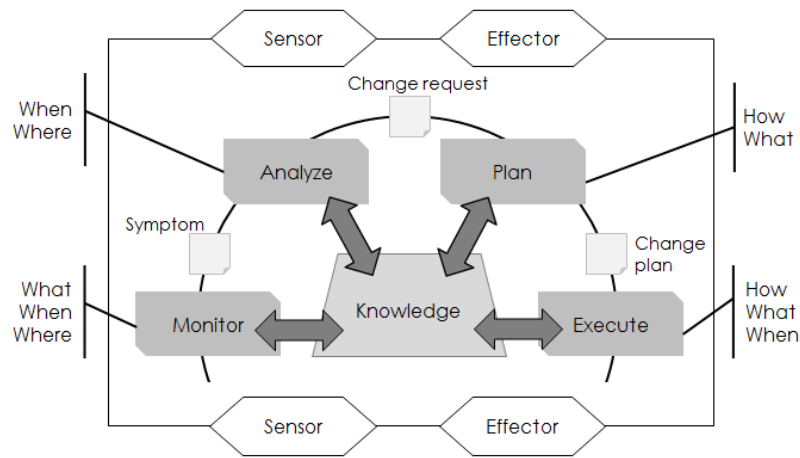 Sensor
Effector
Change request
When
Where
How
What
Analyze
Plan
Symptom
Change
plan
What
When
Where
Monitor
Knowledge
Execute
How
What
When
Sensor
Effector